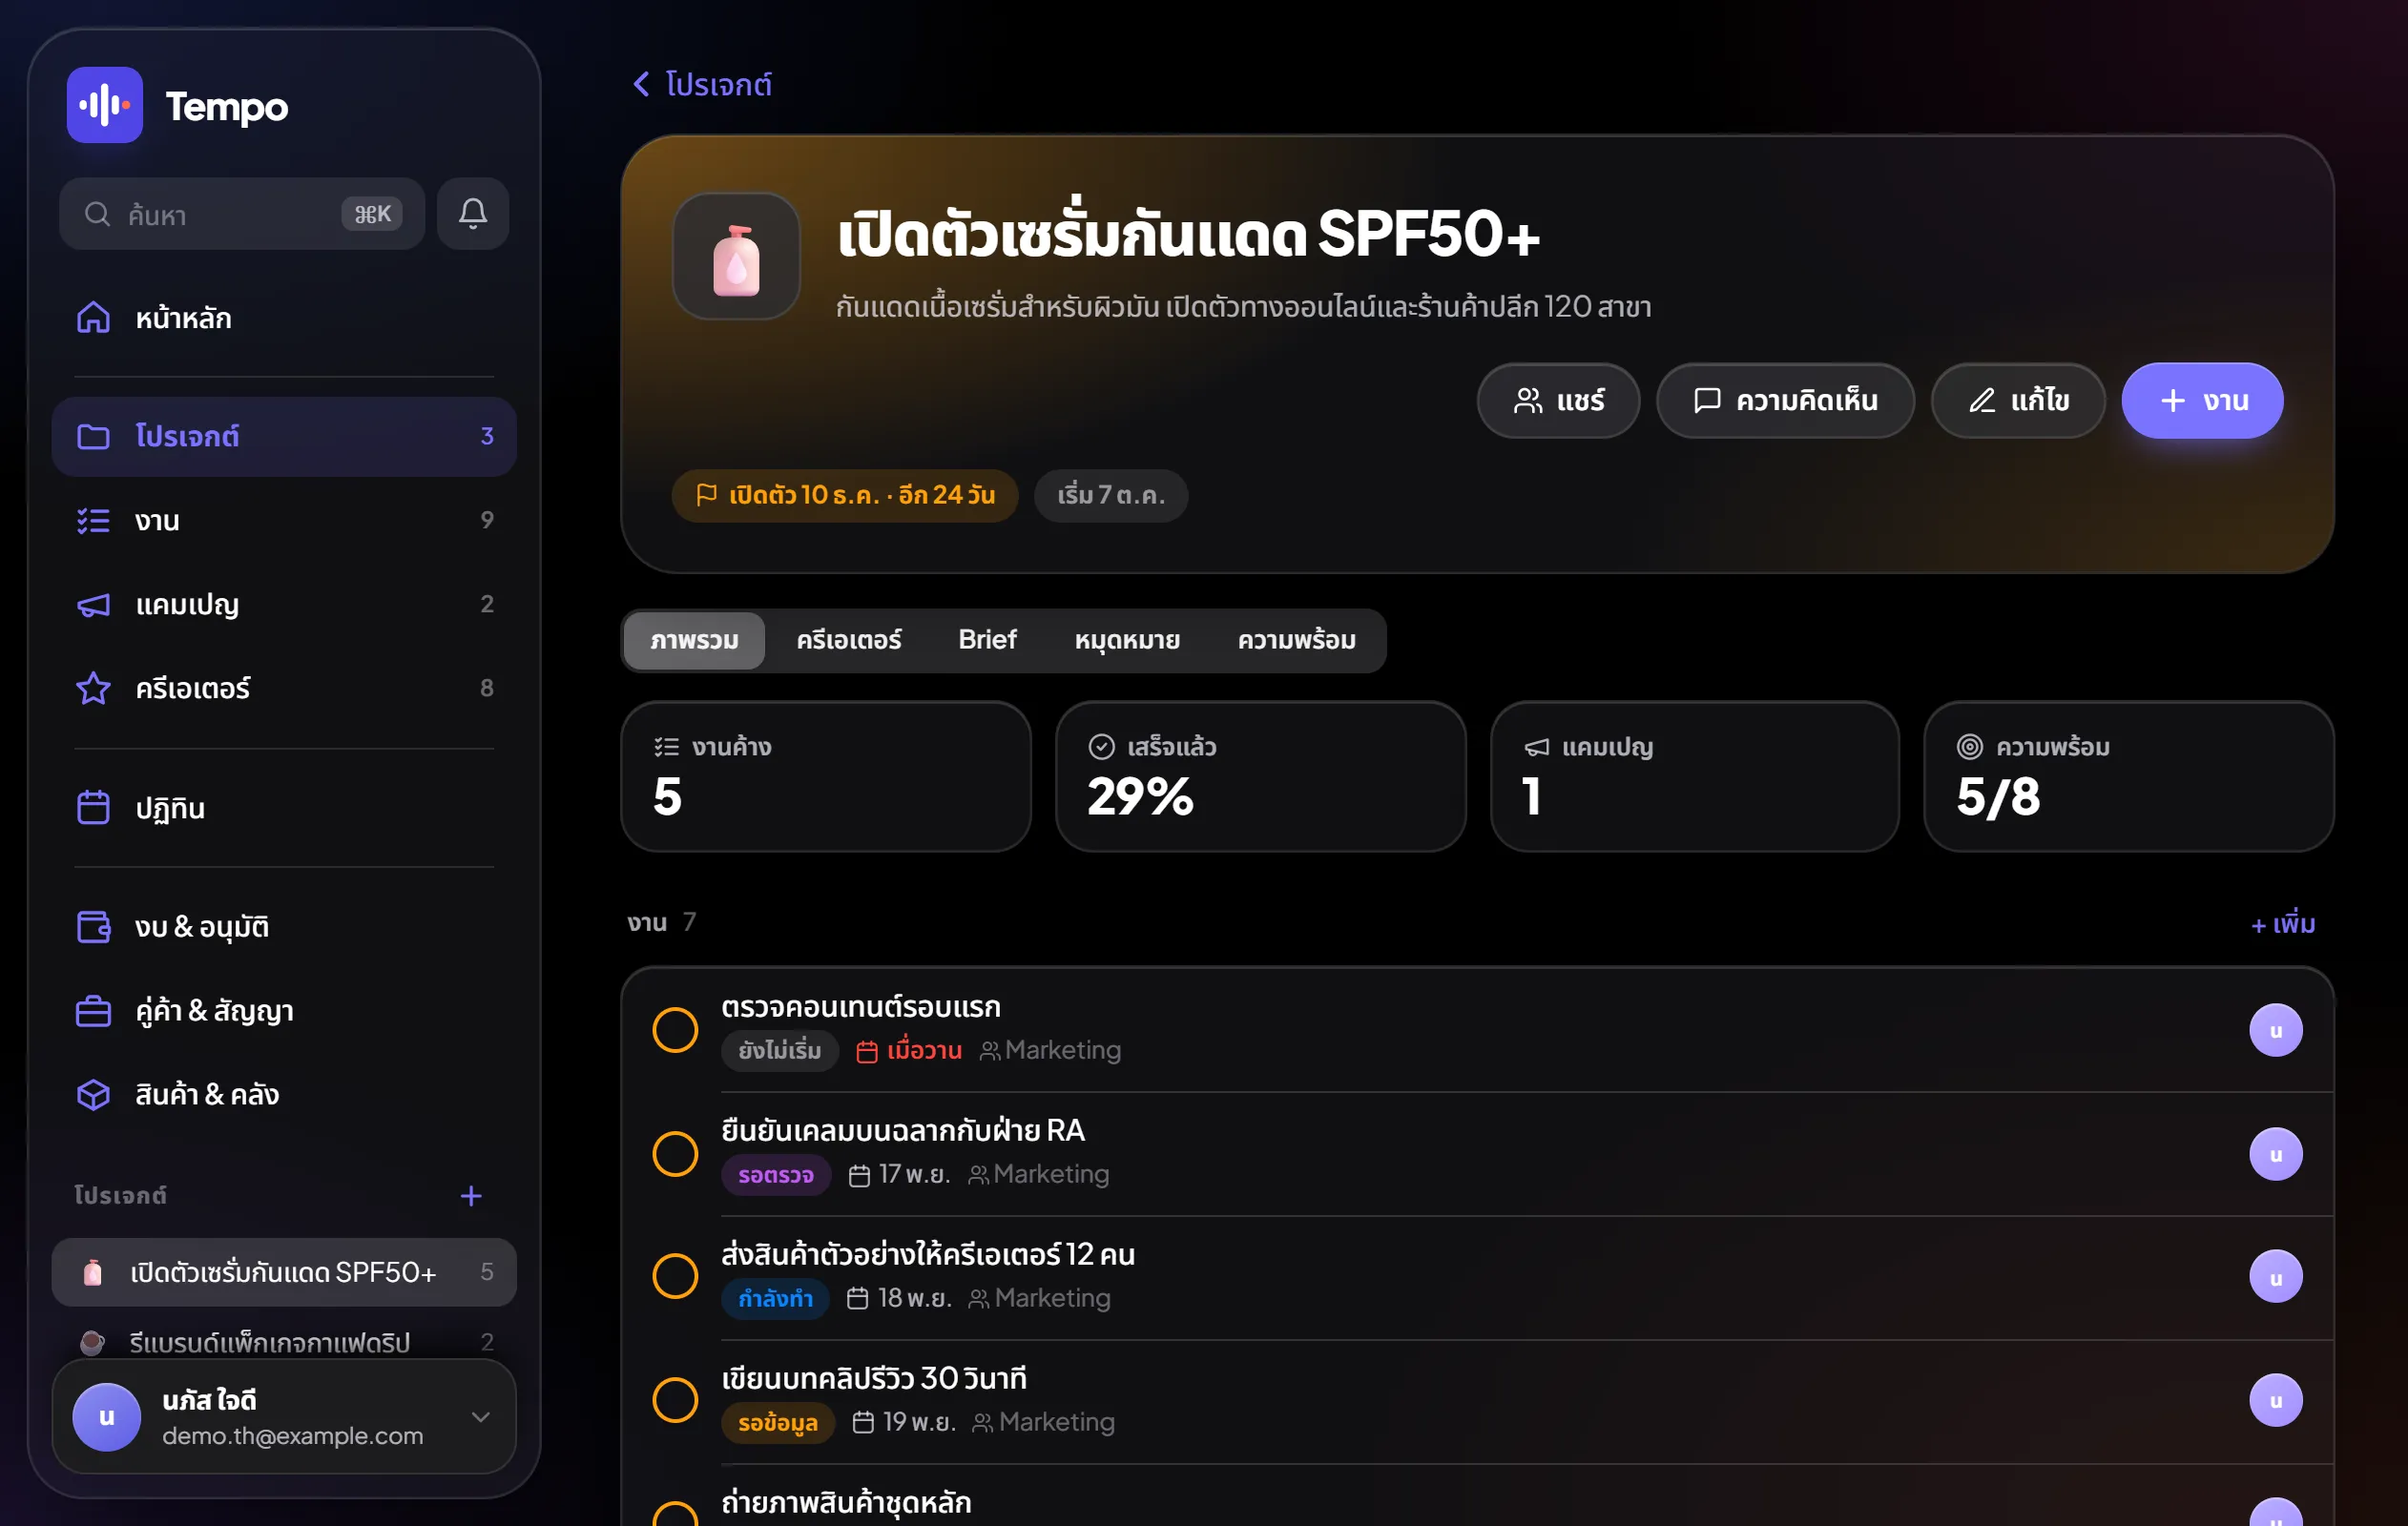 Tempo
ค้นหา ⌘K
หน้าหลัก
โปรเจกต์ 3
งาน 9
แคมเปญ 2
ครีเอเตอร์ 8
ปฏิทิน
งบ & อนุมัติ
คู่ค้า & สัญญา
สินค้า & คลัง
โปรเจกต์ +
เปิดตัวเซรั่มกันแดด SPF50+ 5
รีแบรนด์แพ็กเกจกาแฟดริป 2
น นภัส ใจดี
demo.th@example.com
โปรเจกต์
เปิดตัวเซรั่มกันแดด SPF50+
กันแดดเนื้อเซรั่มสำหรับผิวมัน เปิดตัวทางออนไลน์และร้านค้าปลีก 120 สาขา
แชร์ ความคิดเห็น แก้ไข + งาน
เปิดตัว 10 ธ.ค. · อีก 24 วัน เริ่ม 7 ต.ค.
ภาพรวม ครีเอเตอร์ Brief หมุดหมาย ความพร้อม
งานค้าง
5
เสร็จแล้ว
29%
แคมเปญ
1
ความพร้อม
5/8
งาน 7 + เพิ่ม
ตรวจคอนเทนต์รอบแรก
ยังไม่เริ่ม เมื่อวาน Marketing น
ยืนยันเคลมบนฉลากกับฝ่าย RA
รอตรวจ 17 พ.ย. Marketing น
ส่งสินค้าตัวอย่างให้ครีเอเตอร์ 12 คน
กำลังทำ 18 พ.ย. Marketing น
เขียนบทคลิปรีวิว 30 วินาที
รอข้อมูล 19 พ.ย. Marketing น
ถ่ายภาพสินค้าชุดหลัก
น